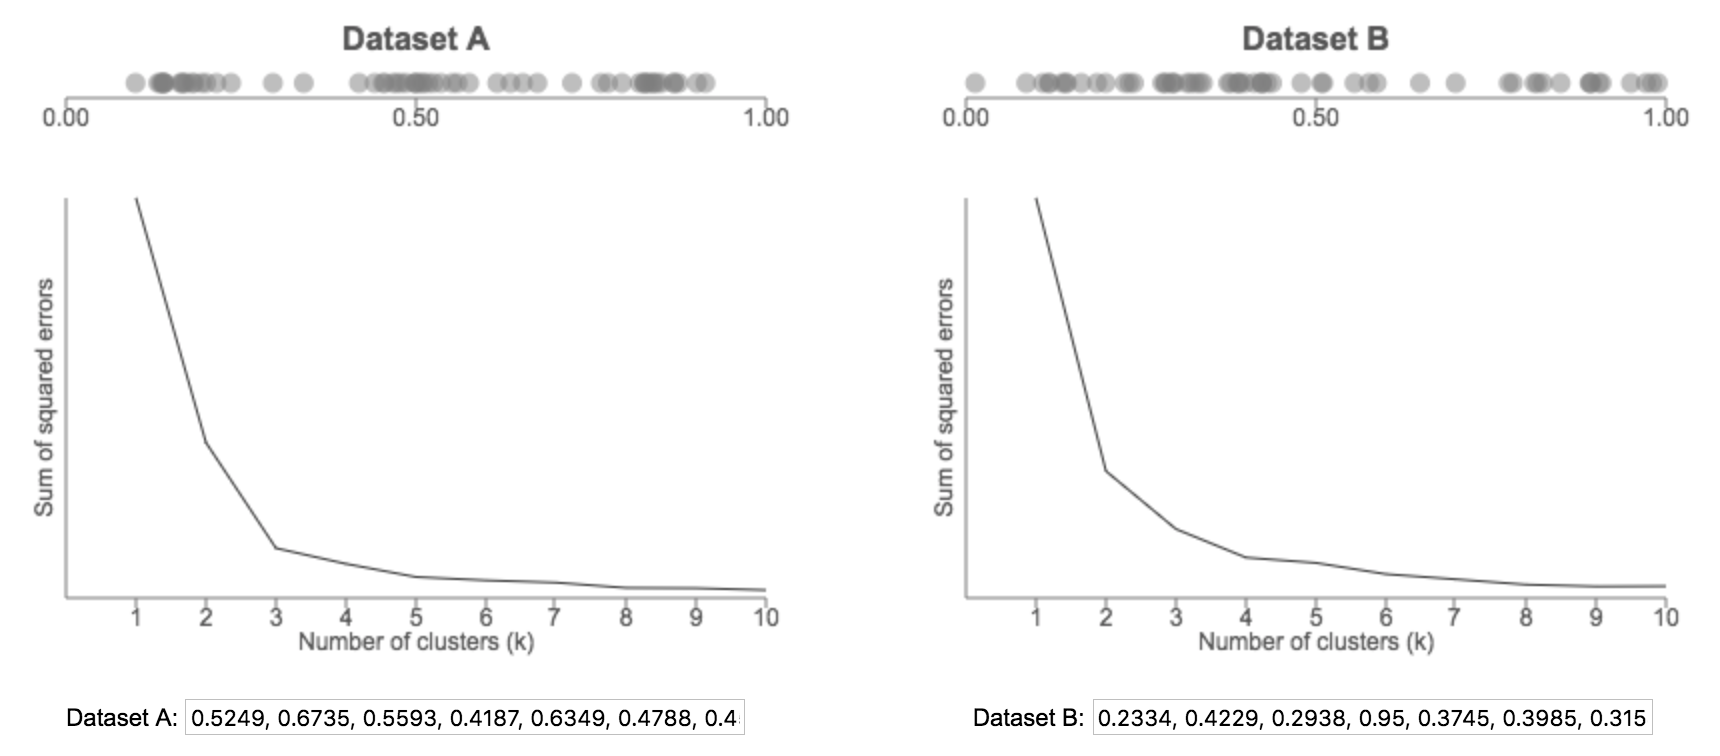 Dataset A
0.00 0.50 1.00
Sum of squared errors
1 2 3 4 5 6 7 8 9 10
Number of clusters (k)
Dataset A: 0.5249, 0.6735, 0.5593, 0.4187, 0.6349, 0.4788, 0.4
Dataset B
0.00 0.50 1.00
Sum of squared errors
1 2 3 4 5 6 7 8 9 10
Number of clusters (k)
Dataset B: 0.2334, 0.4229, 0.2938, 0.95, 0.3745, 0.3985, 0.315